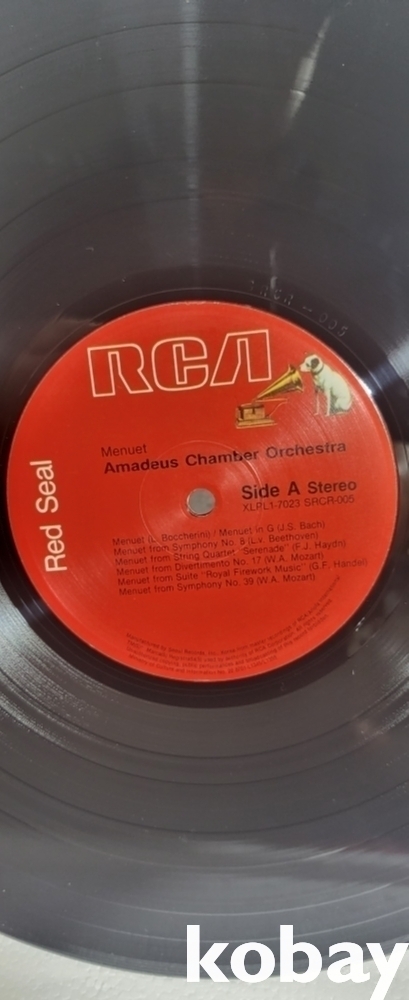 SRCR-005
RCA
Red Seal
Menuet
Amadeus Chamber Orchestra
Side A Stereo
XLPL1-7023 SRCR-005
Menuet (L. Boccherini) / Menuet in G (J.S. Bach)
Menuet from Symphony No. 8 (L.v. Beethoven)
Menuet from String Quartet "Serenade" (F.J. Haydn)
Menuet from Divertimento No. 17 (W.A. Mozart)
Menuet from Suite "Royal Firework Music" (G.F. Handel)
Menuet from Symphony No. 39 (W.A. Mozart)
kobay